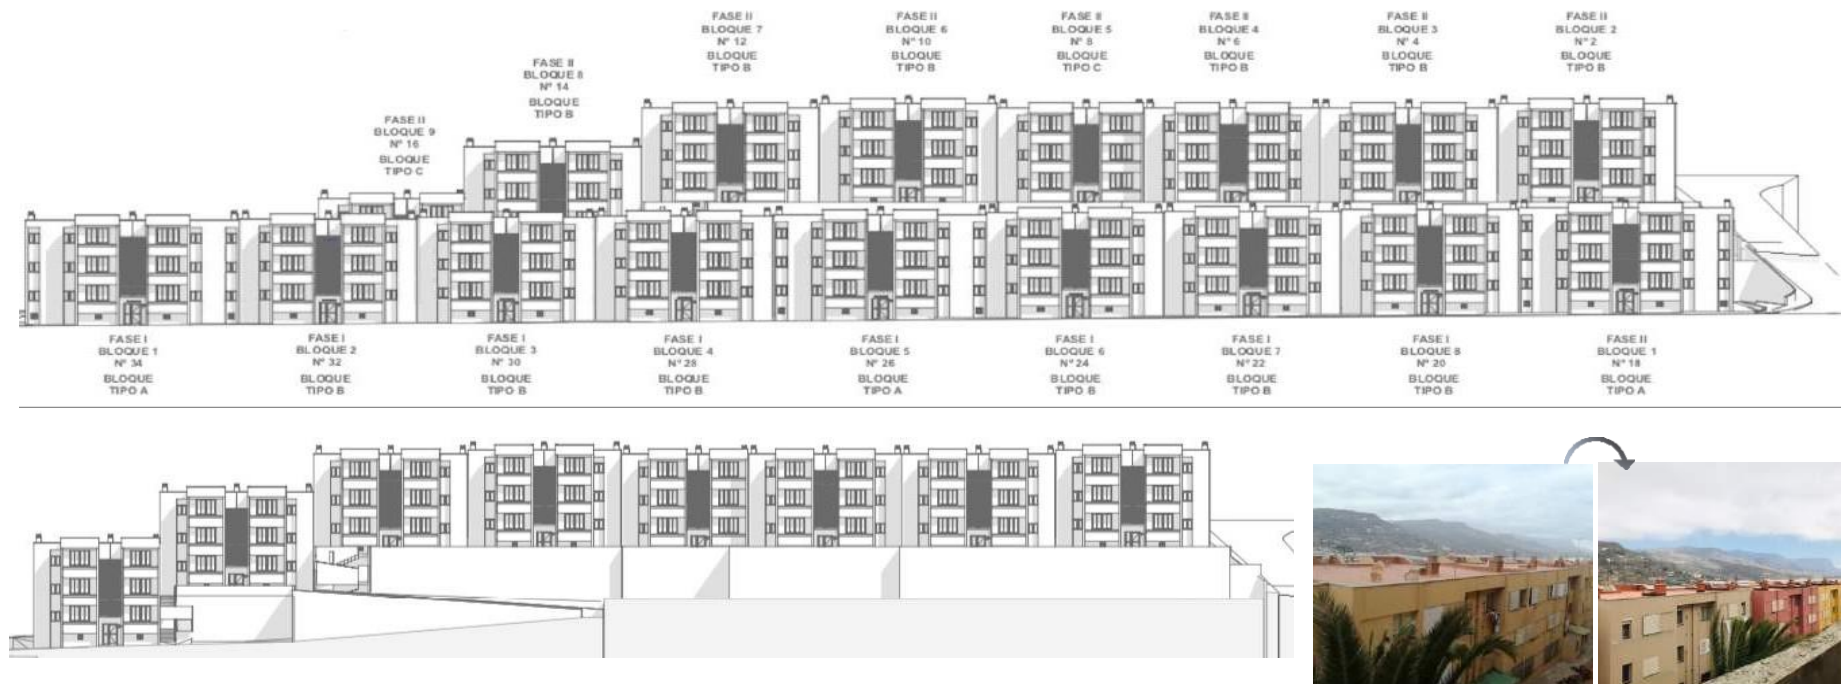 FASE II
BLOQUE 7
Nº 12
BLOQUE
TIPO B
FASE II
BLOQUE 6
Nº 10
BLOQUE
TIPO B
FASE II
BLOQUE 5
Nº 8
BLOQUE
TIPO C
FASE II
BLOQUE 4
Nº 6
BLOQUE
TIPO B
FASE II
BLOQUE 3
Nº 4
BLOQUE
TIPO B
FASE II
BLOQUE 2
Nº 2
BLOQUE
TIPO B
FASE II
BLOQUE 8
Nº 14
BLOQUE
TIPO B
FASE II
BLOQUE 9
Nº 16
BLOQUE
TIPO C
FASE I
BLOQUE 1
Nº 34
BLOQUE
TIPO A
FASE I
BLOQUE 2
Nº 32
BLOQUE
TIPO B
FASE I
BLOQUE 3
Nº 30
BLOQUE
TIPO B
FASE I
BLOQUE 4
Nº 28
BLOQUE
TIPO B
FASE I
BLOQUE 5
Nº 26
BLOQUE
TIPO A
FASE I
BLOQUE 6
Nº 24
BLOQUE
TIPO B
FASE I
BLOQUE 7
Nº 22
BLOQUE
TIPO B
FASE I
BLOQUE 8
Nº 20
BLOQUE
TIPO B
FASE II
BLOQUE 1
Nº 18
BLOQUE
TIPO A